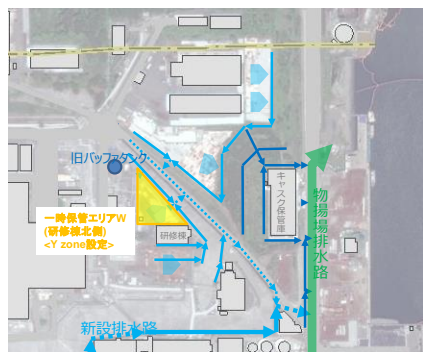 旧バッファタンク
一時保管エリアW
(研修棟北側)
<Y zone設定>
研修棟
キャスク保管庫
物揚場排水路
新設排水路